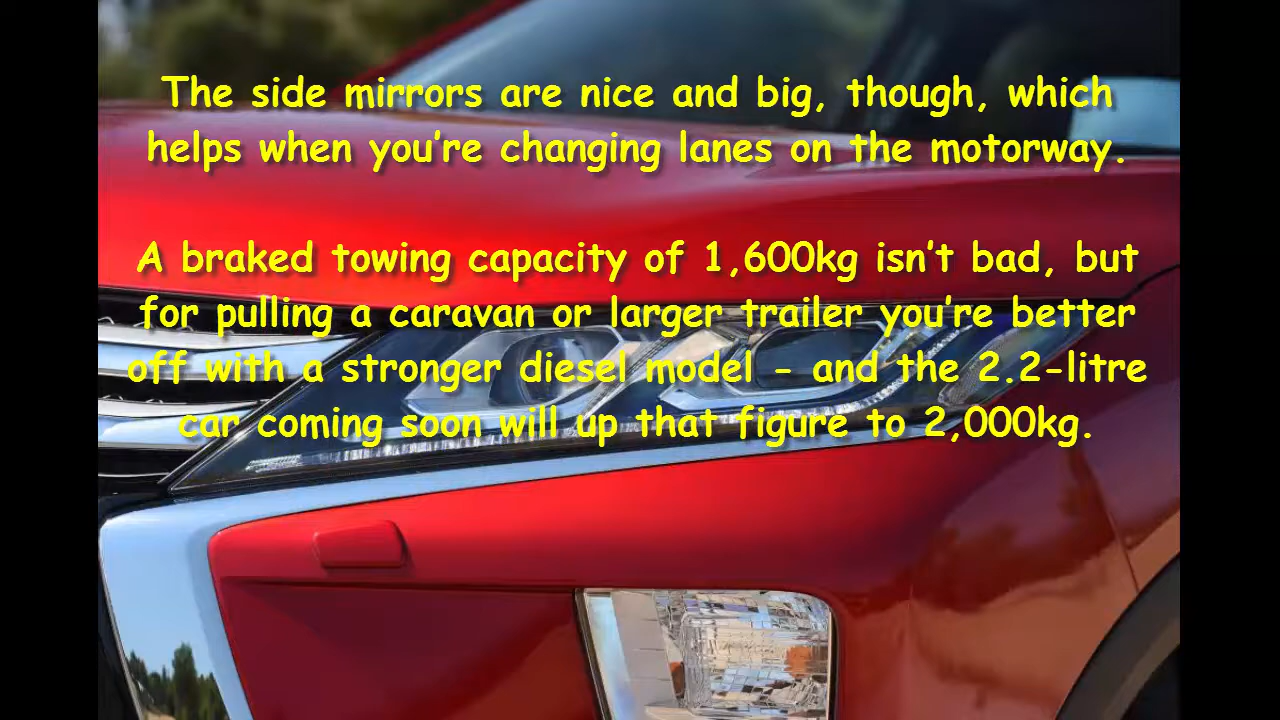 The side mirrors are nice and big, though, which
helps when you’re changing lanes on the motorway.
A braked towing capacity of 1,600kg isn’t bad, but
for pulling a caravan or larger trailer you’re better
off with a stronger diesel model – and the 2.2-litre
car coming soon will up that figure to 2,000kg.